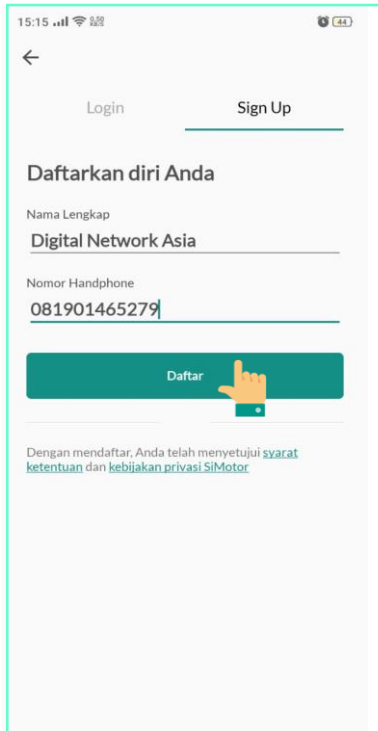 15:15
44
Login
Sign Up
Daftarkan diri Anda
Nama Lengkap
Digital Network Asia
Nomor Handphone
081901465279
Daftar
Dengan mendaftar, Anda telah menyetujui syarat
ketentuan dan kebijakan privasi SiMotor